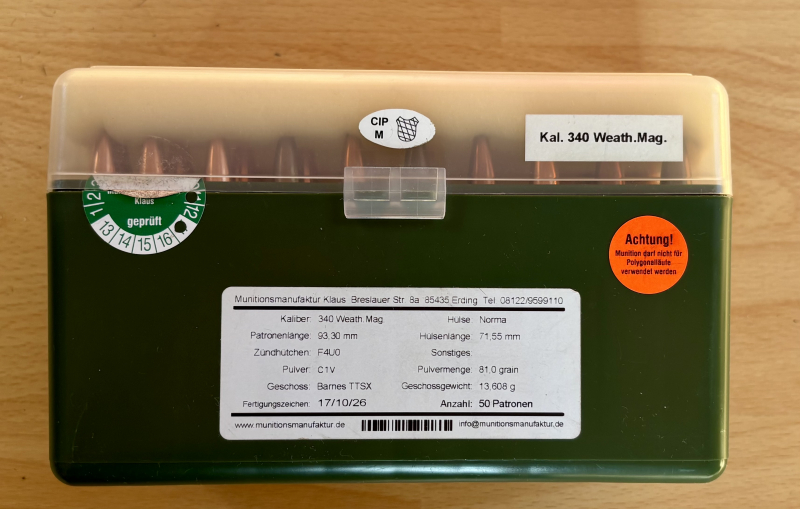 CIP
M
Kal. 340 Weath.Mag.
Klaus
geprüft
12
13 14 15 16
Achtung!
Munition darf nicht für
Polygonalläufe
verwendet werden
Munitionsmanufaktur Klaus Breslauer Str. 8a 85435 Erding Tel. 08122/9599110
Kaliber: 340 Weath.Mag. Hülse: Norma
Patronenlänge: 93,30 mm Hülsenlänge: 71,55 mm
Zündhütchen: F4U0 Sonstiges:
Pulver: C1V Pulvermenge: 81,0 grain
Geschoss: Barnes TTSX Geschossgewicht: 13,608 g
Fertigungszeichen: 17/10/26 Anzahl: 50 Patronen
www.munitionsmanufaktur.de info@munitionsmanufaktur.de